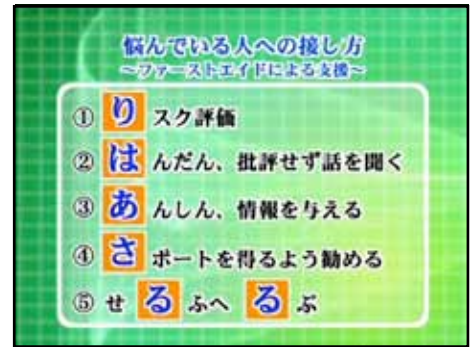 悩んでいる人への接し方
～ファーストエイドによる支援～
① りスク評価
② はんだん、批評せず話を聞く
③ あんしん、情報を与える
④ さポートを得るよう勧める
⑤ せるふへるぷ